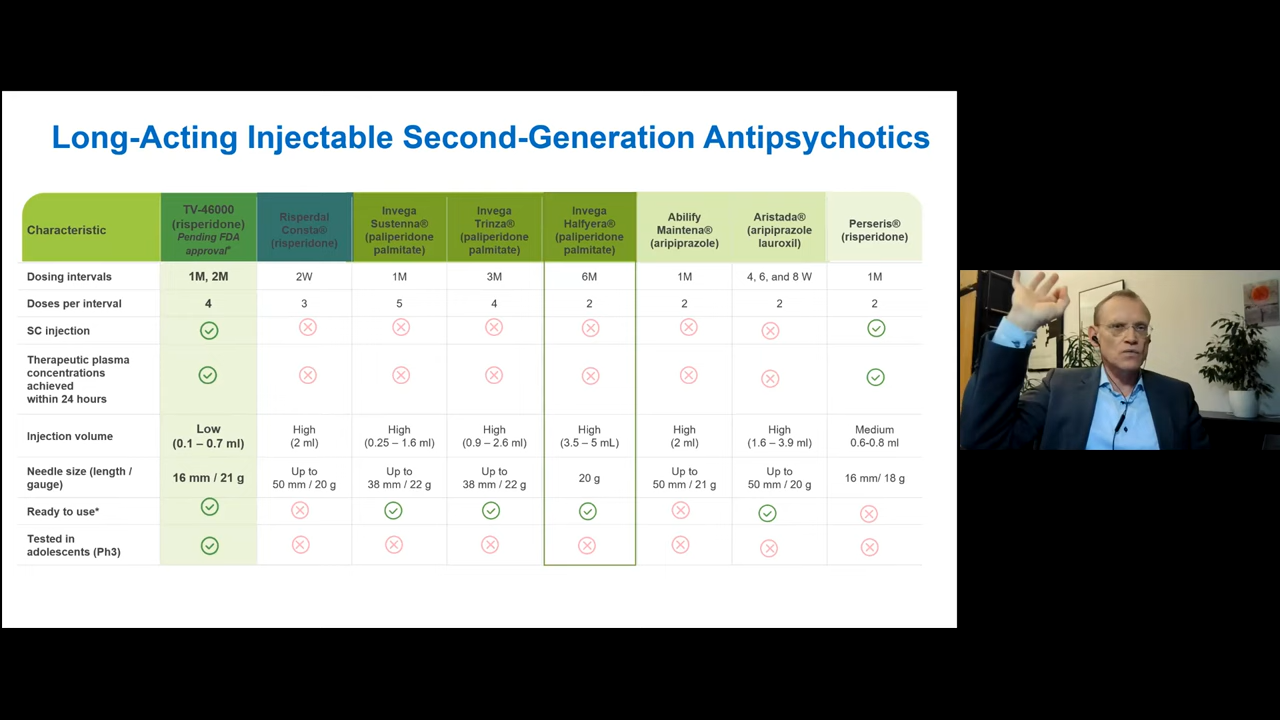 Long-Acting Injectable Second-Generation Antipsychotics
Characteristic
TV-46000
(risperidone)
Pending FDA
approval*
Risperdal
Consta®
(risperidone)
Invega
Sustenna®
(paliperidone
palmitate)
Invega
Trinza®
(paliperidone
palmitate)
Invega
Halfyera®
(paliperidone
palmitate)
Abilify
Maintena®
(aripiprazole)
Aristada®
(aripiprazole
lauroxil)
Perseris®
(risperidone)
Dosing intervals
1M, 2M
2W
1M
3M
6M
1M
4, 6, and 8 W
1M
Doses per interval
4
3
5
4
2
2
2
2
SC injection
Therapeutic plasma
concentrations
achieved
within 24 hours
Injection volume
Low
(0.1 – 0.7 ml)
High
(2 ml)
High
(0.25 – 1.6 ml)
High
(0.9 – 2.6 ml)
High
(3.5 – 5 mL)
High
(2 ml)
High
(1.6 – 3.9 ml)
Medium
0.6-0.8 ml
Needle size (length /
gauge)
16 mm / 21 g
Up to
50 mm / 20 g
Up to
38 mm / 22 g
Up to
38 mm / 22 g
20 g
Up to
50 mm / 21 g
Up to
50 mm / 20 g
16 mm/ 18 g
Ready to use*
Tested in
adolescents (Ph3)